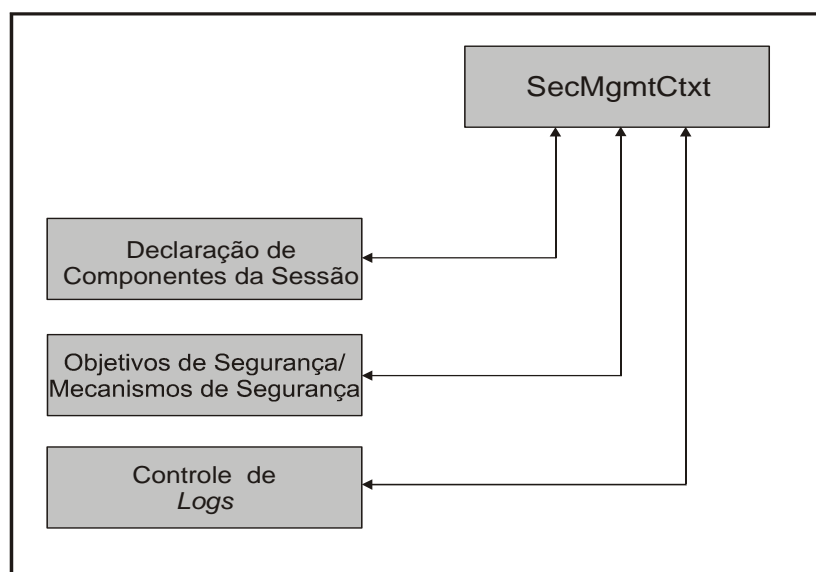 SecMgmtCtxt
Declaração de
Componentes da Sessão
Objetivos de Segurança/
Mecanismos de Segurança
Controle de
Logs